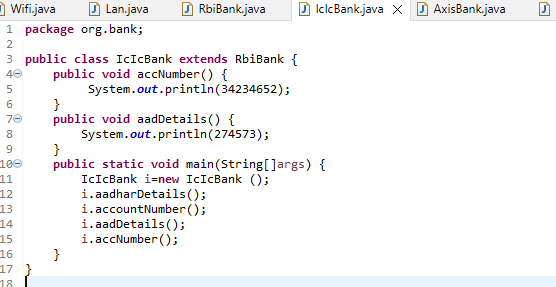 Wifi.java Lan.java RbiBank.java IcIcBank.java AxisBank.java
1 package org.bank;
2
3 public class IcIcBank extends RbiBank {
4 public void accNumber() {
5 System.out.println(34234652);
6 }
7 public void aadDetails() {
8 System.out.println(274573);
9 }
10 public static void main(String[]args) {
11 IcIcBank i=new IcIcBank ();
12 i.aadharDetails();
13 i.accountNumber();
14 i.aadDetails();
15 i.accNumber();
16 }
17 }
18